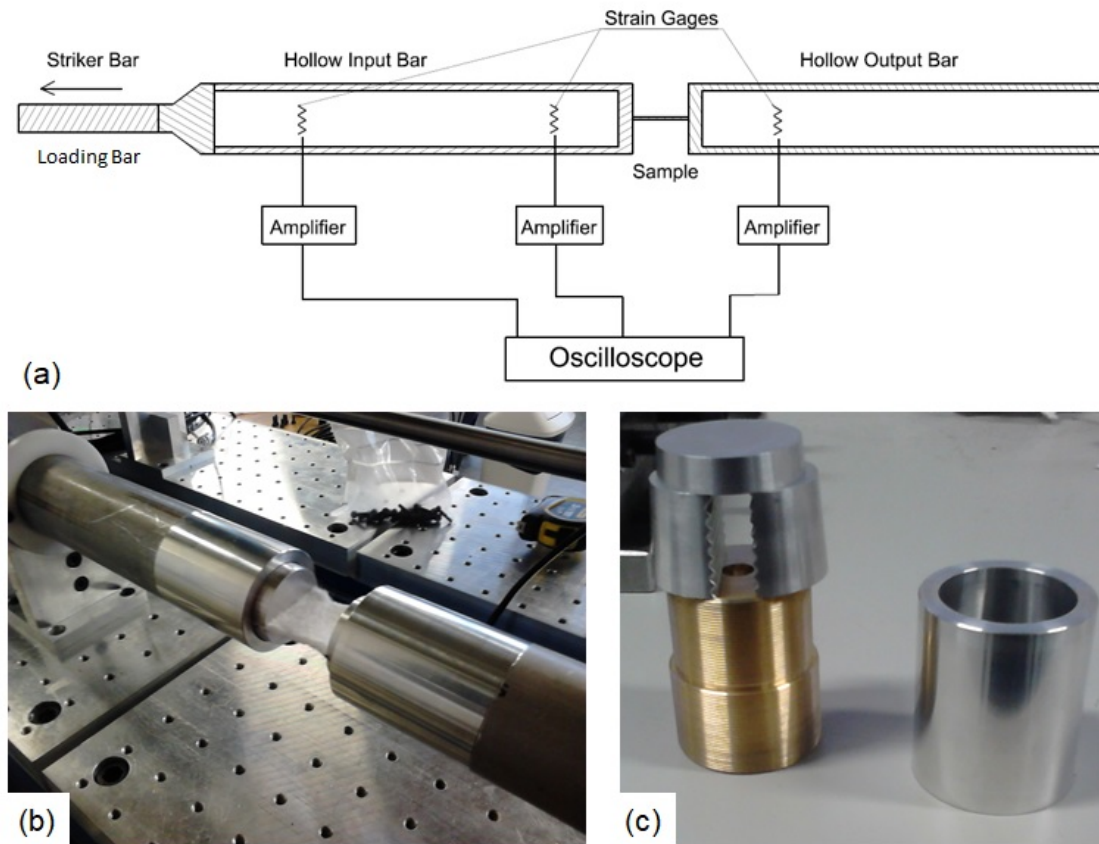 Strain Gages
Striker Bar
Hollow Input Bar
Hollow Output Bar
Loading Bar
Sample
Amplifier
Amplifier
Amplifier
Oscilloscope
(a)
(b)
(c)